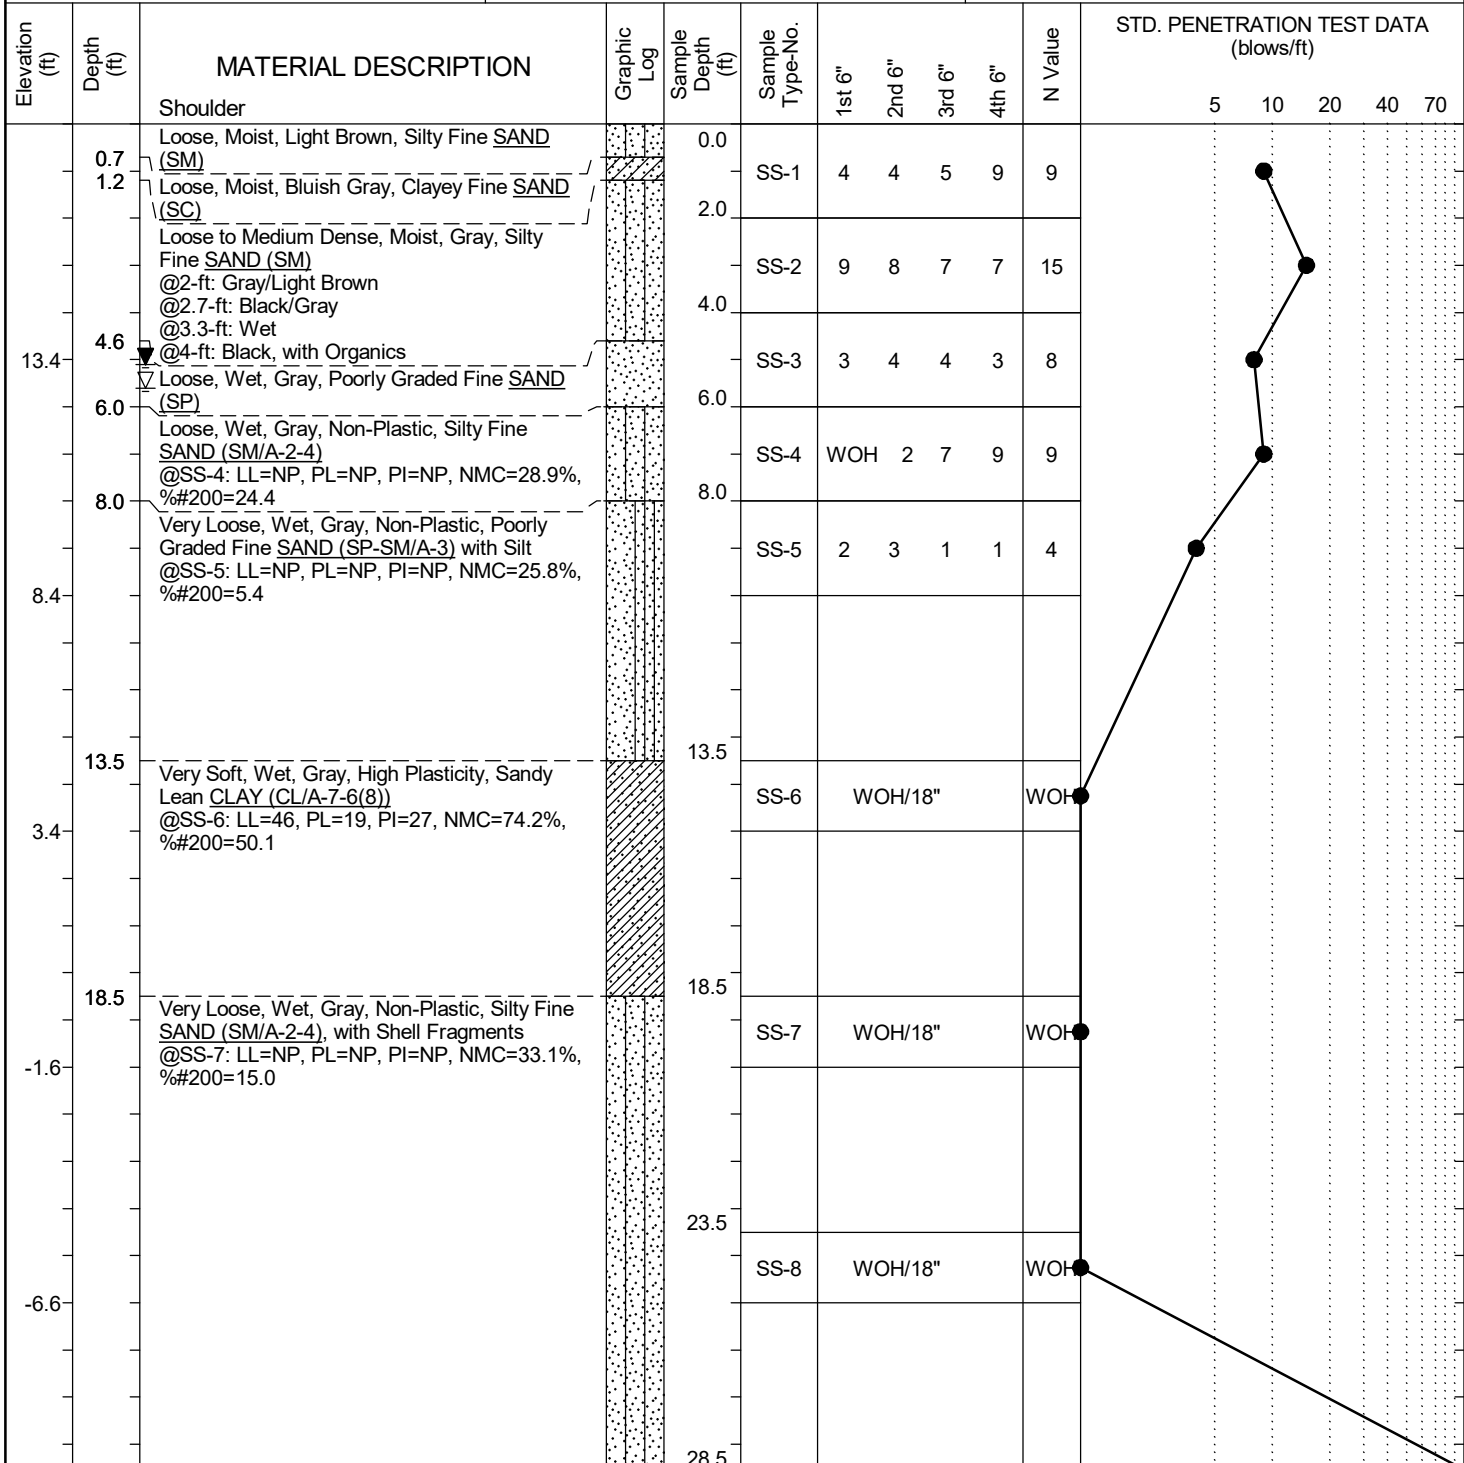 Elevation (ft)
Depth (ft)
MATERIAL DESCRIPTION
Shoulder
Graphic Log
Sample Depth (ft)
Sample Type-No.
1st 6"
2nd 6"
3rd 6"
4th 6"
N Value
STD. PENETRATION TEST DATA
(blows/ft)
5 10 20 40 70
Loose, Moist, Light Brown, Silty Fine SAND
(SM)
0.7
1.2
Loose, Moist, Bluish Gray, Clayey Fine SAND
(SC)
Loose to Medium Dense, Moist, Gray, Silty
Fine SAND (SM)
@2-ft: Gray/Light Brown
@2.7-ft: Black/Gray
@3.3-ft: Wet
@4-ft: Black, with Organics
4.6
13.4
Loose, Wet, Gray, Poorly Graded Fine SAND
(SP)
6.0
Loose, Wet, Gray, Non-Plastic, Silty Fine
SAND (SM/A-2-4)
@SS-4: LL=NP, PL=NP, PI=NP, NMC=28.9%,
%#200=24.4
8.0
Very Loose, Wet, Gray, Non-Plastic, Poorly
Graded Fine SAND (SP-SM/A-3) with Silt
@SS-5: LL=NP, PL=NP, PI=NP, NMC=25.8%,
%#200=5.4
8.4
13.5
Very Soft, Wet, Gray, High Plasticity, Sandy
Lean CLAY (CL/A-7-6(8))
@SS-6: LL=46, PL=19, PI=27, NMC=74.2%,
%#200=50.1
3.4
18.5
Very Loose, Wet, Gray, Non-Plastic, Silty Fine
SAND (SM/A-2-4), with Shell Fragments
@SS-7: LL=NP, PL=NP, PI=NP, NMC=33.1%,
%#200=15.0
-1.6
-6.6
0.0
SS-1 4 4 5 9 9
2.0
SS-2 9 8 7 7 15
4.0
SS-3 3 4 4 3 8
6.0
SS-4 WOH 2 7 9 9
8.0
SS-5 2 3 1 1 4
13.5
SS-6 WOH/18" WOH
18.5
SS-7 WOH/18" WOH
23.5
SS-8 WOH/18" WOH
28.5